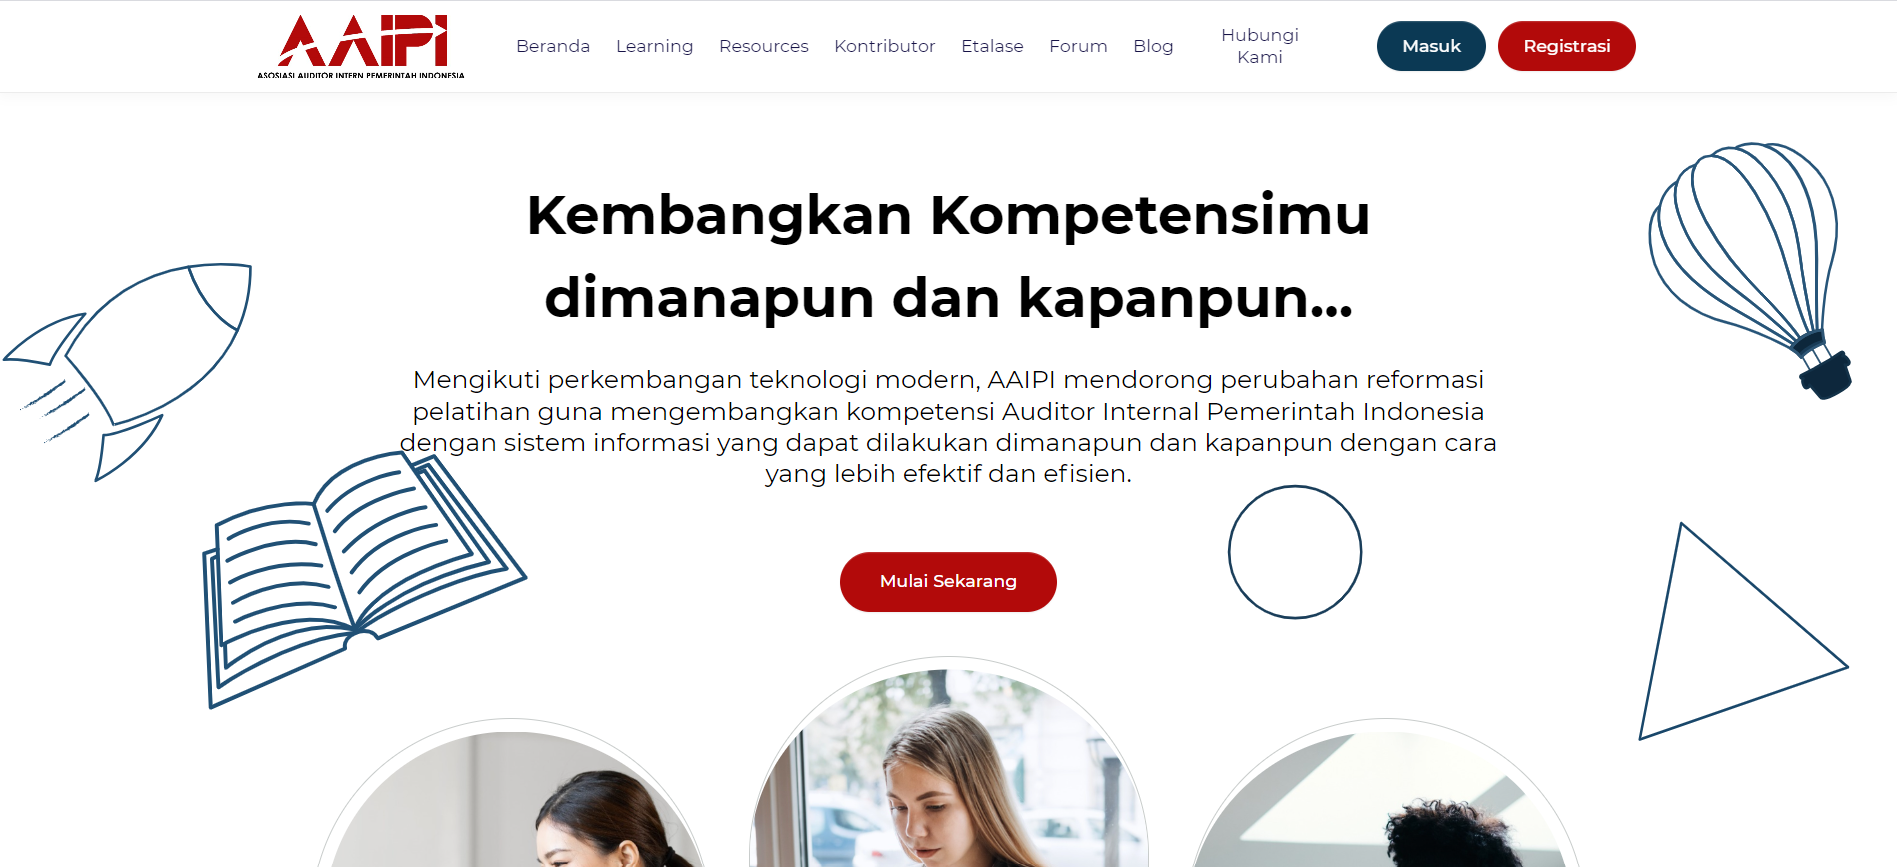 AAIPI
ASOSIASI AUDITOR INTERN PEMERINTAH INDONESIA
Beranda
Learning
Resources
Kontributor
Etalase
Forum
Blog
Hubungi
Kami
Masuk
Registrasi
Kembangkan Kompetensimu
dimanapun dan kapanpun...
Mengikuti perkembangan teknologi modern, AAIPI mendorong perubahan reformasi
pelatihan guna mengembangkan kompetensi Auditor Internal Pemerintah Indonesia
dengan sistem informasi yang dapat dilakukan dimanapun dan kapanpun dengan cara
yang lebih efektif dan efisien.
Mulai Sekarang